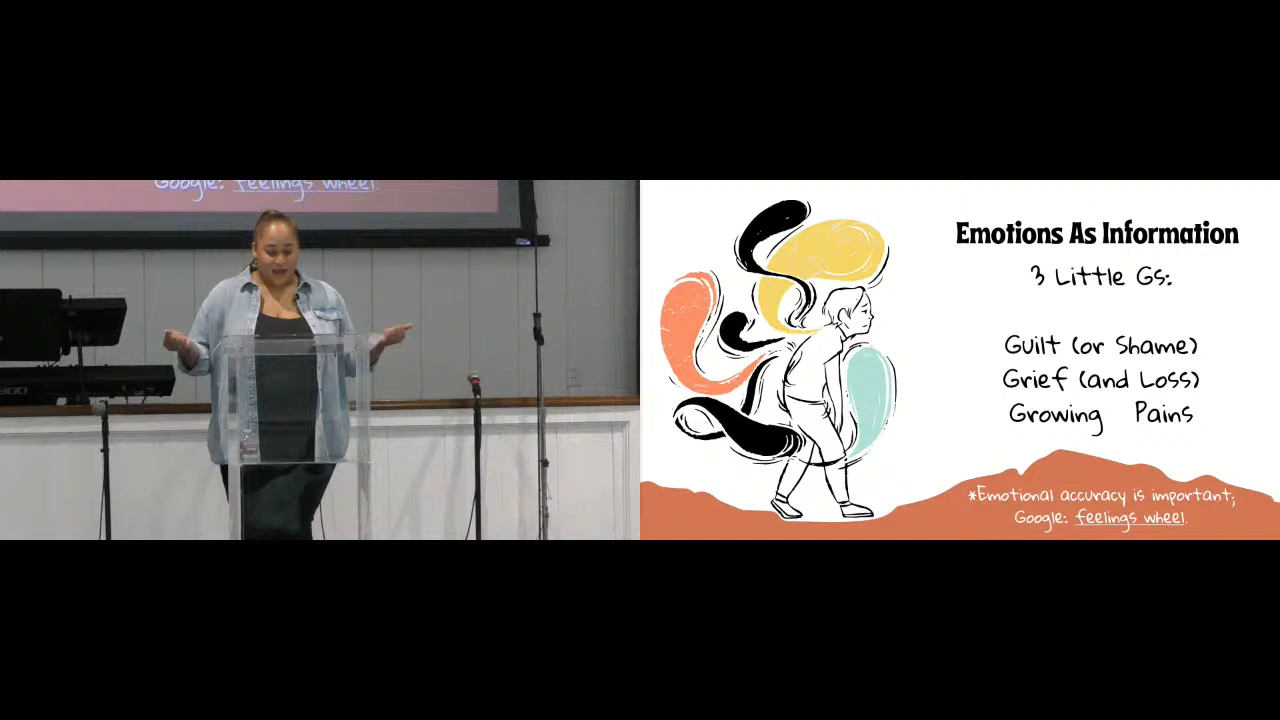 Google: feelings wheel.
Emotions As Information
3 Little Gs:
Guilt (or Shame)
Grief (and Loss)
Growing Pains
*Emotional accuracy is important;
Google: feelings wheel.